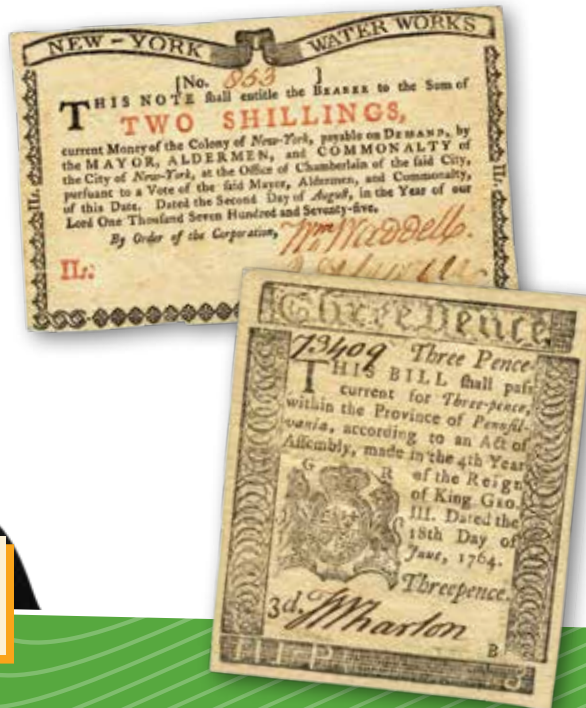 NEW-YORK WATER WORKS
[No. 853 ]
THIS NOTE shall entitle the BEARER to the Sum of
TWO SHILLINGS,
current Money of the Colony of New-York, payable on DEMAND, by
the MAYOR, ALDERMEN, and COMMONALTY of
the City of New-York, at the Office of Chamberlain of the said City,
pursuant to a Vote of the said Mayor, Aldermen, and Commonalty,
of this Date. Dated the Second Day of August, in the Year of our
Lord One Thousand Seven Hundred and Seventy-five.
By Order of the Corporation,
Wm. Waddell.
IIs.
IIs.
IIs:
Three Pence
73409 Three Pence
THIS BILL shall pass
current for Three-pence,
within the Province of Pennsil-
vania, according to an Act of
Assembly, made in the 4th Year
G R
of the Reign
of King GEO.
III. Dated the
18th Day of
June, 1764.
Threepence.
3d. Wharton
B